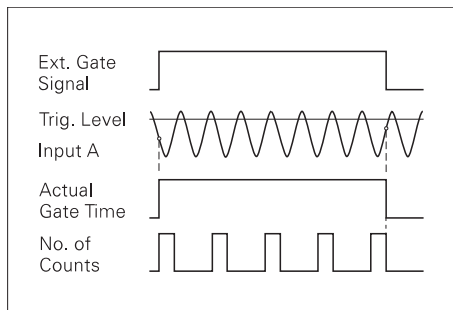 Ext. Gate
Signal
Trig. Level
Input A
Actual
Gate Time
No. of
Counts